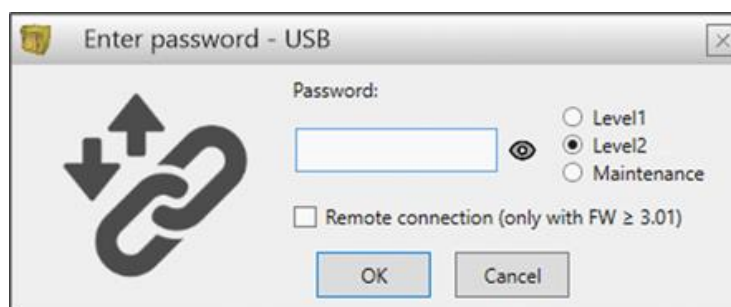 Enter password - USB
Password:
Level1
Level2
Maintenance
Remote connection (only with FW ≥ 3.01)
OK
Cancel